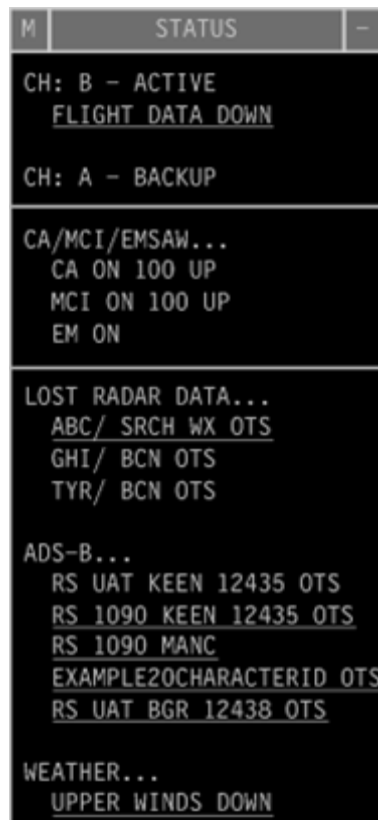 M STATUS –
CH: B – ACTIVE
FLIGHT DATA DOWN
CH: A – BACKUP
CA/MCI/EMSAW...
CA ON 100 UP
MCI ON 100 UP
EM ON
LOST RADAR DATA...
ABC/ SRCH WX OTS
GHI/ BCN OTS
TYR/ BCN OTS
ADS-B...
RS UAT KEEN 12435 OTS
RS 1090 KEEN 12435 OTS
RS 1090 MANC
EXAMPLE20CHARACTERID OTS
RS UAT BGR 12438 OTS
WEATHER...
UPPER WINDS DOWN